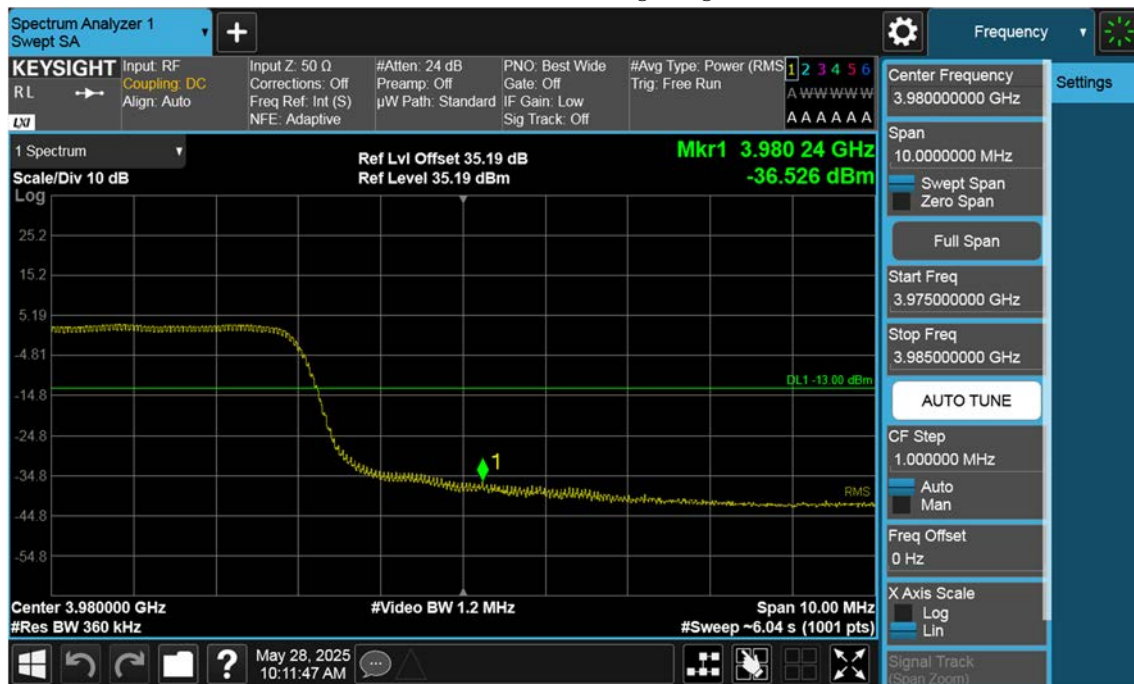 Spectrum Analyzer 1
Swept SA
Frequency
KEYSIGHT
RL
LXI
Input: RF
Coupling: DC
Align: Auto
Input Z: 50 Ω
Corrections: Off
Freq Ref: Int (S)
NFE: Adaptive
#Atten: 24 dB
Preamp: Off
µW Path: Standard
PNO: Best Wide
Gate: Off
IF Gain: Low
Sig Track: Off
#Avg Type: Power (RMS
Trig: Free Run
1 2 3 4 5 6
A W W W W W
A A A A A A
1 Spectrum
Scale/Div 10 dB
Ref Lvl Offset 35.19 dB
Ref Level 35.19 dBm
Mkr1 3.980 24 GHz
-36.526 dBm
Log
25.2
15.2
5.19
-4.81
-14.8
-24.8
-34.8
-44.8
-54.8
DL1 -13.00 dBm
1
RMS
Center 3.980000 GHz
#Res BW 360 kHz
#Video BW 1.2 MHz
Span 10.00 MHz
#Sweep ~6.04 s (1001 pts)
Center Frequency
3.980000000 GHz
Settings
Span
10.0000000 MHz
Swept Span
Zero Span
Full Span
Start Freq
3.975000000 GHz
Stop Freq
3.985000000 GHz
AUTO TUNE
CF Step
1.000000 MHz
Auto
Man
Freq Offset
0 Hz
X Axis Scale
Log
Lin
Signal Track
(Span Zoom)
?
May 28, 2025
10:11:47 AM